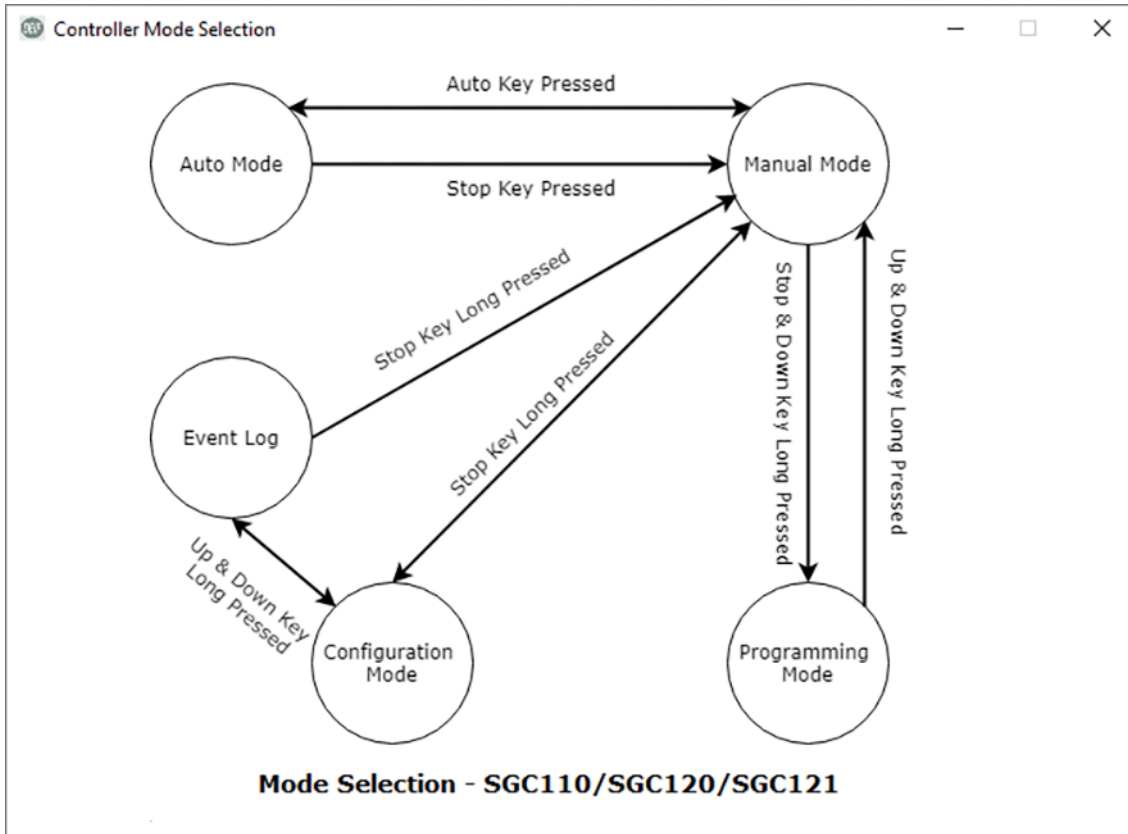 Controller Mode Selection
Auto Key Pressed
Auto Mode
Manual Mode
Stop Key Pressed
Stop Key Long Pressed
Stop Key Long Pressed
Stop & Down Key Long Pressed
Up & Down Key Long Pressed
Event Log
Up & Down Key
Long Pressed
Configuration
Mode
Programming
Mode
Mode Selection - SGC110/SGC120/SGC121